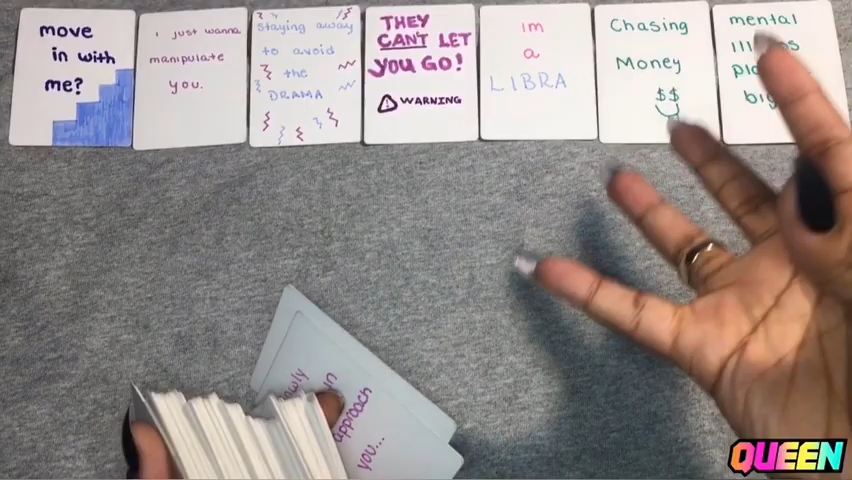 move
in with
me?
i just wanna
manipulate
you.
staying away
to avoid
the
DRAMA
THEY
CAN'T LET
YOU GO!
WARNING
im
a
LIBRA
Chasing
Money
$$
mental
approach
you...
QUEEN